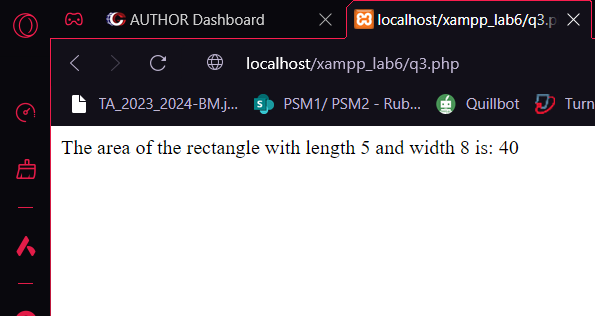 AUTHOR Dashboard
localhost/xampp_lab6/q3.p
localhost/xampp_lab6/q3.php
TA_2023_2024-BM.j... PSM1/ PSM2 - Rub... Quillbot Turn
The area of the rectangle with length 5 and width 8 is: 40